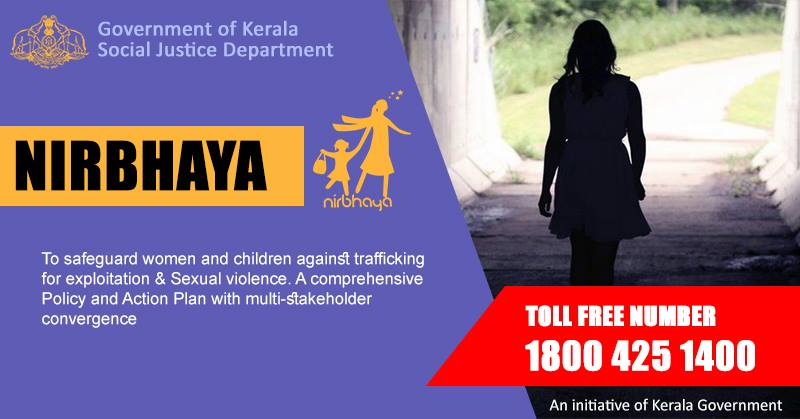 Government of Kerala
Social Justice Department
NIRBHAYA
nirbhaya
To safeguard women and children against trafficking
for exploitation & Sexual violence. A comprehensive
Policy and Action Plan with multi-stakeholder
convergence
TOLL FREE NUMBER
1800 425 1400
An initiative of Kerala Government